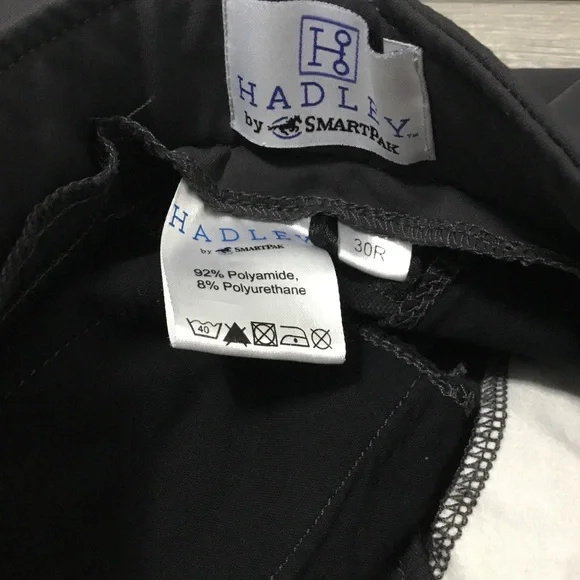 HADLEY
by SMARTPAK
HADLEY
by SMARTPAK
30R
92% Polyamide,
8% Polyurethane
40